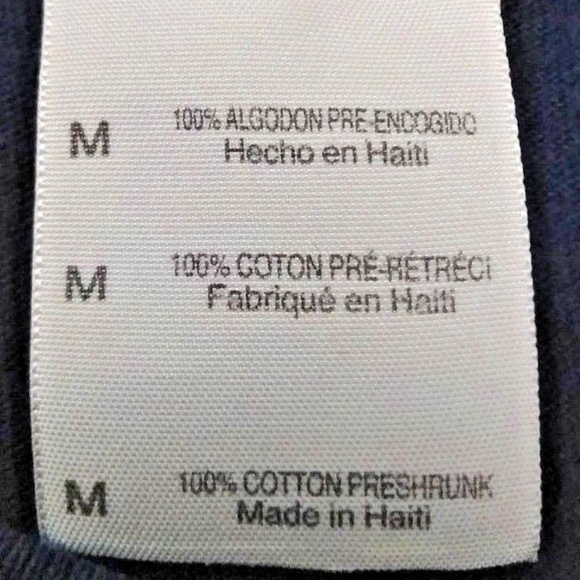 M 100% ALGODON PRE-ENCOGIDO
Hecho en Haiti
M 100% COTON PRÉ-RÉTRÉCI
Fabriqué en Haiti
M 100% COTTON PRESHRUNK
Made in Haiti